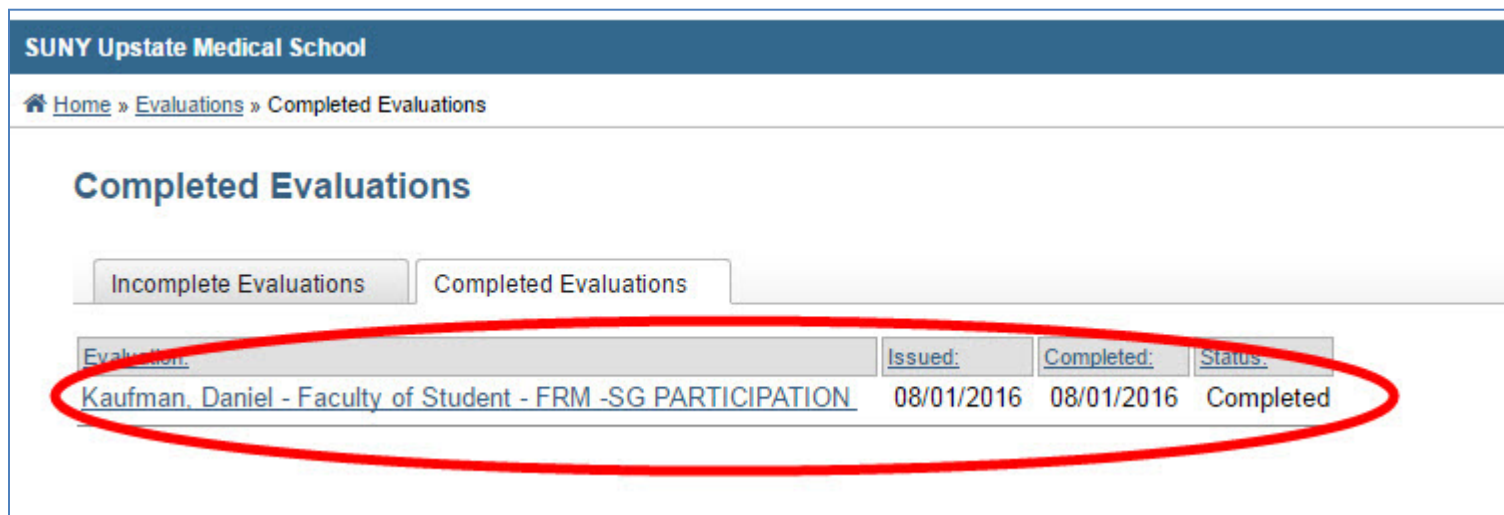 SUNY Upstate Medical School
Home » Evaluations » Completed Evaluations
Completed Evaluations
Incomplete Evaluations Completed Evaluations
Evaluation: Issued: Completed: Status:
Kaufman, Daniel - Faculty of Student - FRM -SG PARTICIPATION 08/01/2016 08/01/2016 Completed